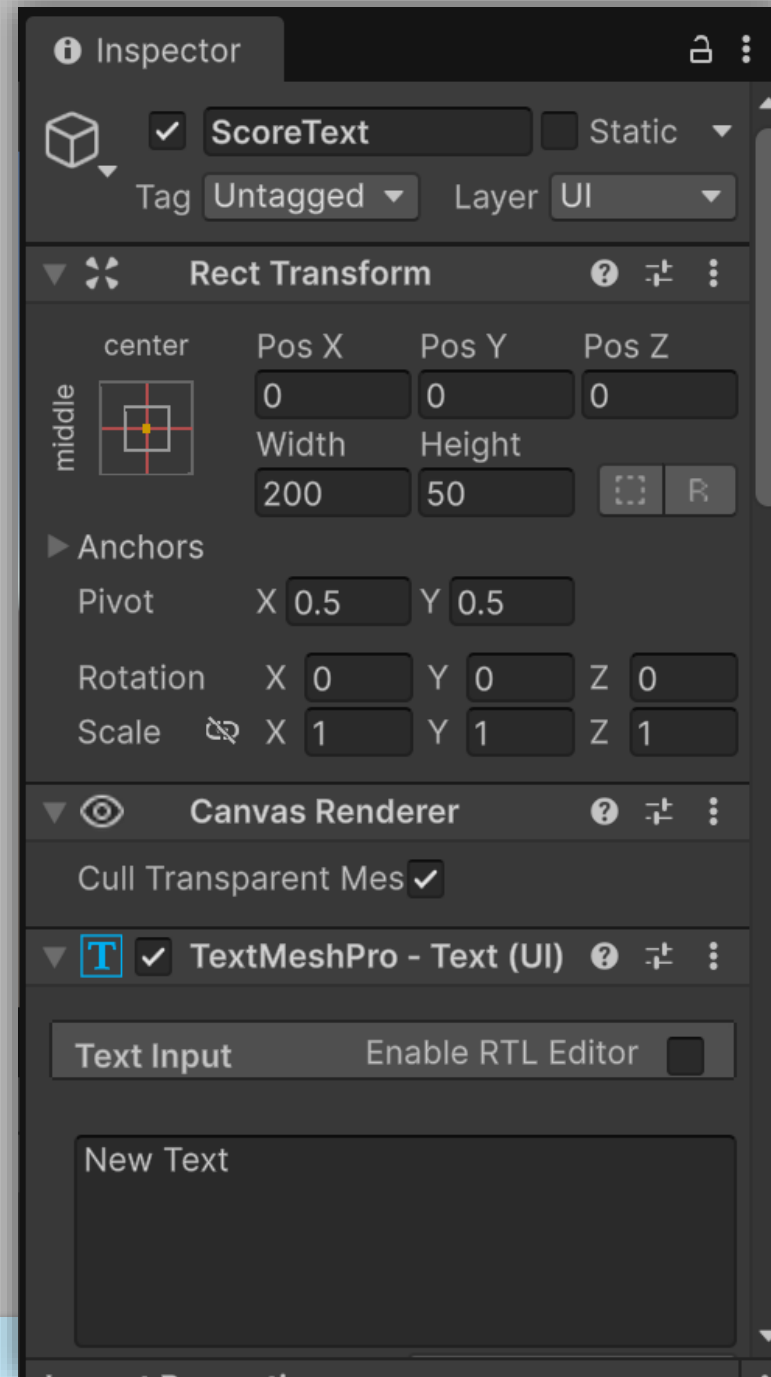 Inspector
ScoreText Static
Tag Untagged Layer UI
Rect Transform
center Pos X Pos Y Pos Z
middle 0 0 0
Width Height
200 50 R
Anchors
Pivot X 0.5 Y 0.5
Rotation X 0 Y 0 Z 0
Scale X 1 Y 1 Z 1
Canvas Renderer
Cull Transparent Mes
T TextMeshPro - Text (UI)
Text Input Enable RTL Editor
New Text